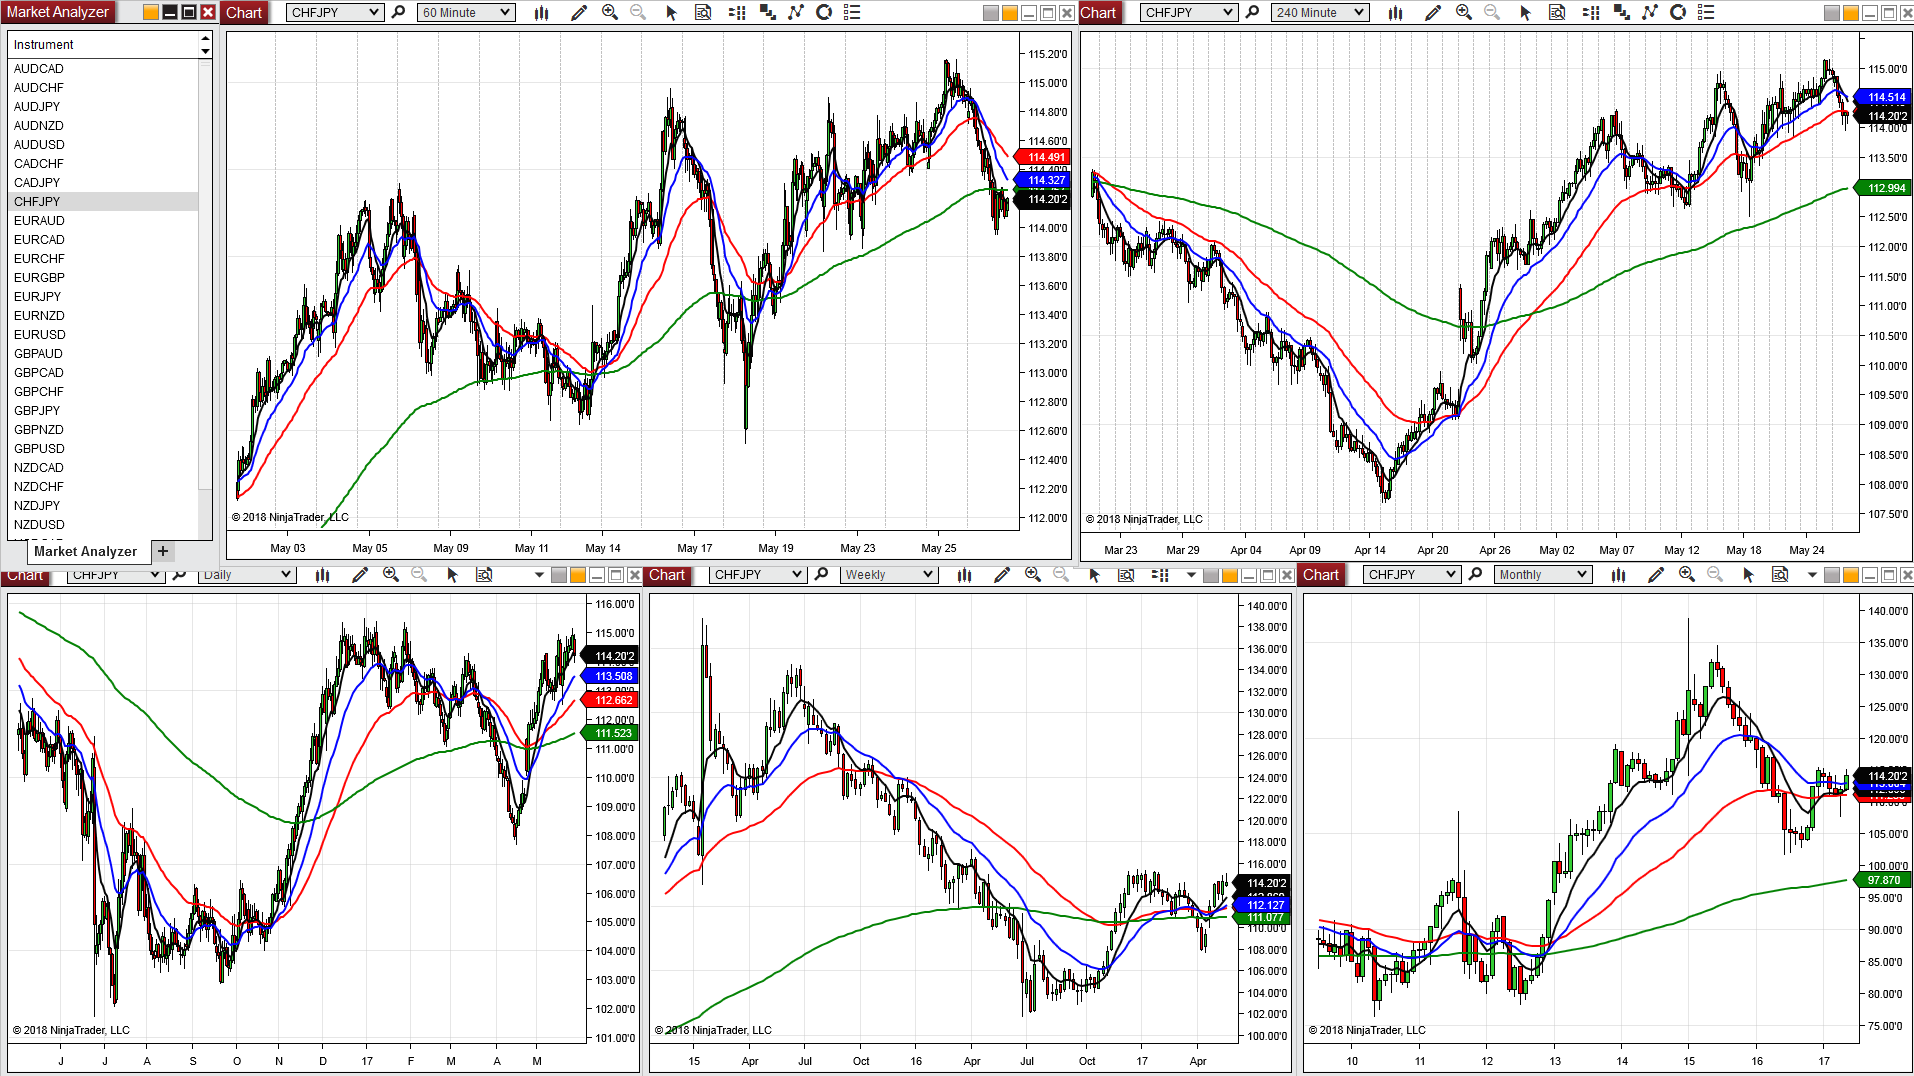 Market Analyzer
Instrument
AUDCAD
AUDCHF
AUDJPY
AUDNZD
AUDUSD
CADCHF
CADJPY
CHFJPY
EURAUD
EURCAD
EURCHF
EURGBP
EURJPY
EURNZD
EURUSD
GBPAUD
GBPCAD
GBPCHF
GBPJPY
GBPNZD
GBPUSD
NZDCAD
NZDCHF
NZDJPY
NZDUSD
Market Analyzer +
Chart CHFJPY 60 Minute
115.20'0
115.00'0
114.80'0
114.60'0
114.491
114.327
114.20'2
114.00'0
113.80'0
113.60'0
113.40'0
113.20'0
113.00'0
112.80'0
112.60'0
112.40'0
112.20'0
112.00'0
© 2018 NinjaTrader, LLC
May 03 May 05 May 09 May 11 May 14 May 17 May 19 May 23 May 25
Chart CHFJPY 240 Minute
115.00'0
114.514
114.20'2
114.00'0
113.50'0
112.994
112.50'0
112.00'0
111.50'0
111.00'0
110.50'0
110.00'0
109.50'0
109.00'0
108.50'0
108.00'0
107.50'0
© 2018 NinjaTrader, LLC
Mar 23 Mar 29 Apr 04 Apr 09 Apr 14 Apr 20 Apr 26 May 02 May 07 May 12 May 18 May 24
Chart CHFJPY Daily
116.00'0
115.00'0
114.20'2
113.508
112.662
112.00'0
111.523
111.00'0
110.00'0
109.00'0
108.00'0
107.00'0
106.00'0
105.00'0
104.00'0
103.00'0
102.00'0
101.00'0
© 2018 NinjaTrader, LLC
J J A S O N D 17 F M A M
Chart CHFJPY Weekly
140.00'0
138.00'0
136.00'0
134.00'0
132.00'0
130.00'0
128.00'0
126.00'0
124.00'0
122.00'0
120.00'0
118.00'0
116.00'0
114.20'2
112.127
111.077
110.00'0
108.00'0
106.00'0
104.00'0
102.00'0
100.00'0
© 2018 NinjaTrader, LLC
15 Apr Jul Oct 16 Apr Jul Oct 17 Apr
Chart CHFJPY Monthly
140.00'0
135.00'0
130.00'0
125.00'0
120.00'0
114.20'2
105.00'0
100.00'0
97.870
95.00'0
90.00'0
85.00'0
80.00'0
75.00'0
© 2018 NinjaTrader, LLC
10 11 12 13 14 15 16 17